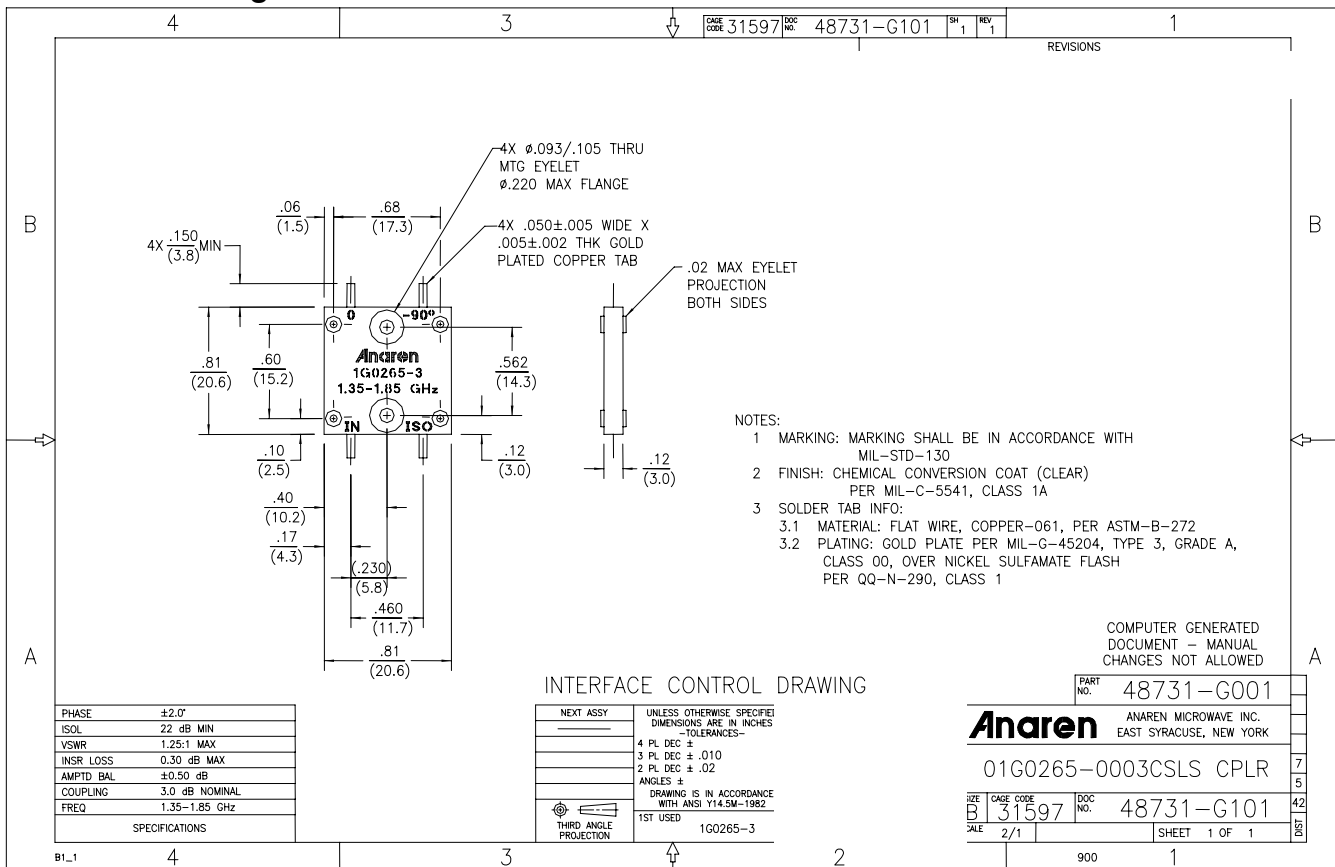 4
3
CAGE CODE 31597 DOC NO. 48731-G101 SH 1 REV 1
1
REVISIONS
B
B
4X ø.093/.105 THRU
MTG EYELET
ø.220 MAX FLANGE
.06
(1.5)
.68
(17.3)
4X .150 MIN
(3.8)
4X .050±.005 WIDE X
.005±.002 THK GOLD
PLATED COPPER TAB
.02 MAX EYELET
PROJECTION
BOTH SIDES
0
-90°
Anaren
1G0265-3
1.35-1.85 GHz
IN
ISO
.81
(20.6)
.60
(15.2)
.562
(14.3)
.10
(2.5)
.12
(3.0)
.12
(3.0)
.40
(10.2)
.17
(4.3)
(.230)
(5.8)
.460
(11.7)
.81
(20.6)
NOTES:
1 MARKING: MARKING SHALL BE IN ACCORDANCE WITH
MIL-STD-130
2 FINISH: CHEMICAL CONVERSION COAT (CLEAR)
PER MIL-C-5541, CLASS 1A
3 SOLDER TAB INFO:
3.1 MATERIAL: FLAT WIRE, COPPER-061, PER ASTM-B-272
3.2 PLATING: GOLD PLATE PER MIL-G-45204, TYPE 3, GRADE A,
CLASS 00, OVER NICKEL SULFAMATE FLASH
PER QQ-N-290, CLASS 1
COMPUTER GENERATED
DOCUMENT - MANUAL
CHANGES NOT ALLOWED
A
A
INTERFACE CONTROL DRAWING
PHASE ±2.0°
ISOL 22 dB MIN
VSWR 1.25:1 MAX
INSR LOSS 0.30 dB MAX
AMPTD BAL ±0.50 dB
COUPLING 3.0 dB NOMINAL
FREQ 1.35-1.85 GHz
SPECIFICATIONS
NEXT ASSY
THIRD ANGLE
PROJECTION
UNLESS OTHERWISE SPECIFIE
DIMENSIONS ARE IN INCHES
-TOLERANCES-
4 PL DEC ±
3 PL DEC ± .010
2 PL DEC ± .02
ANGLES ±
DRAWING IS IN ACCORDANCE
WITH ANSI Y14.5M-1982
1ST USED
1G0265-3
PART NO. 48731-G001
Anaren
ANAREN MICROWAVE INC.
EAST SYRACUSE, NEW YORK
01G0265-0003CSLS CPLR
7
5
42
DIST
B CAGE CODE 31597 DOC NO. 48731-G101
2/1
SHEET 1 OF 1
B1_1
4
3
2
900
1